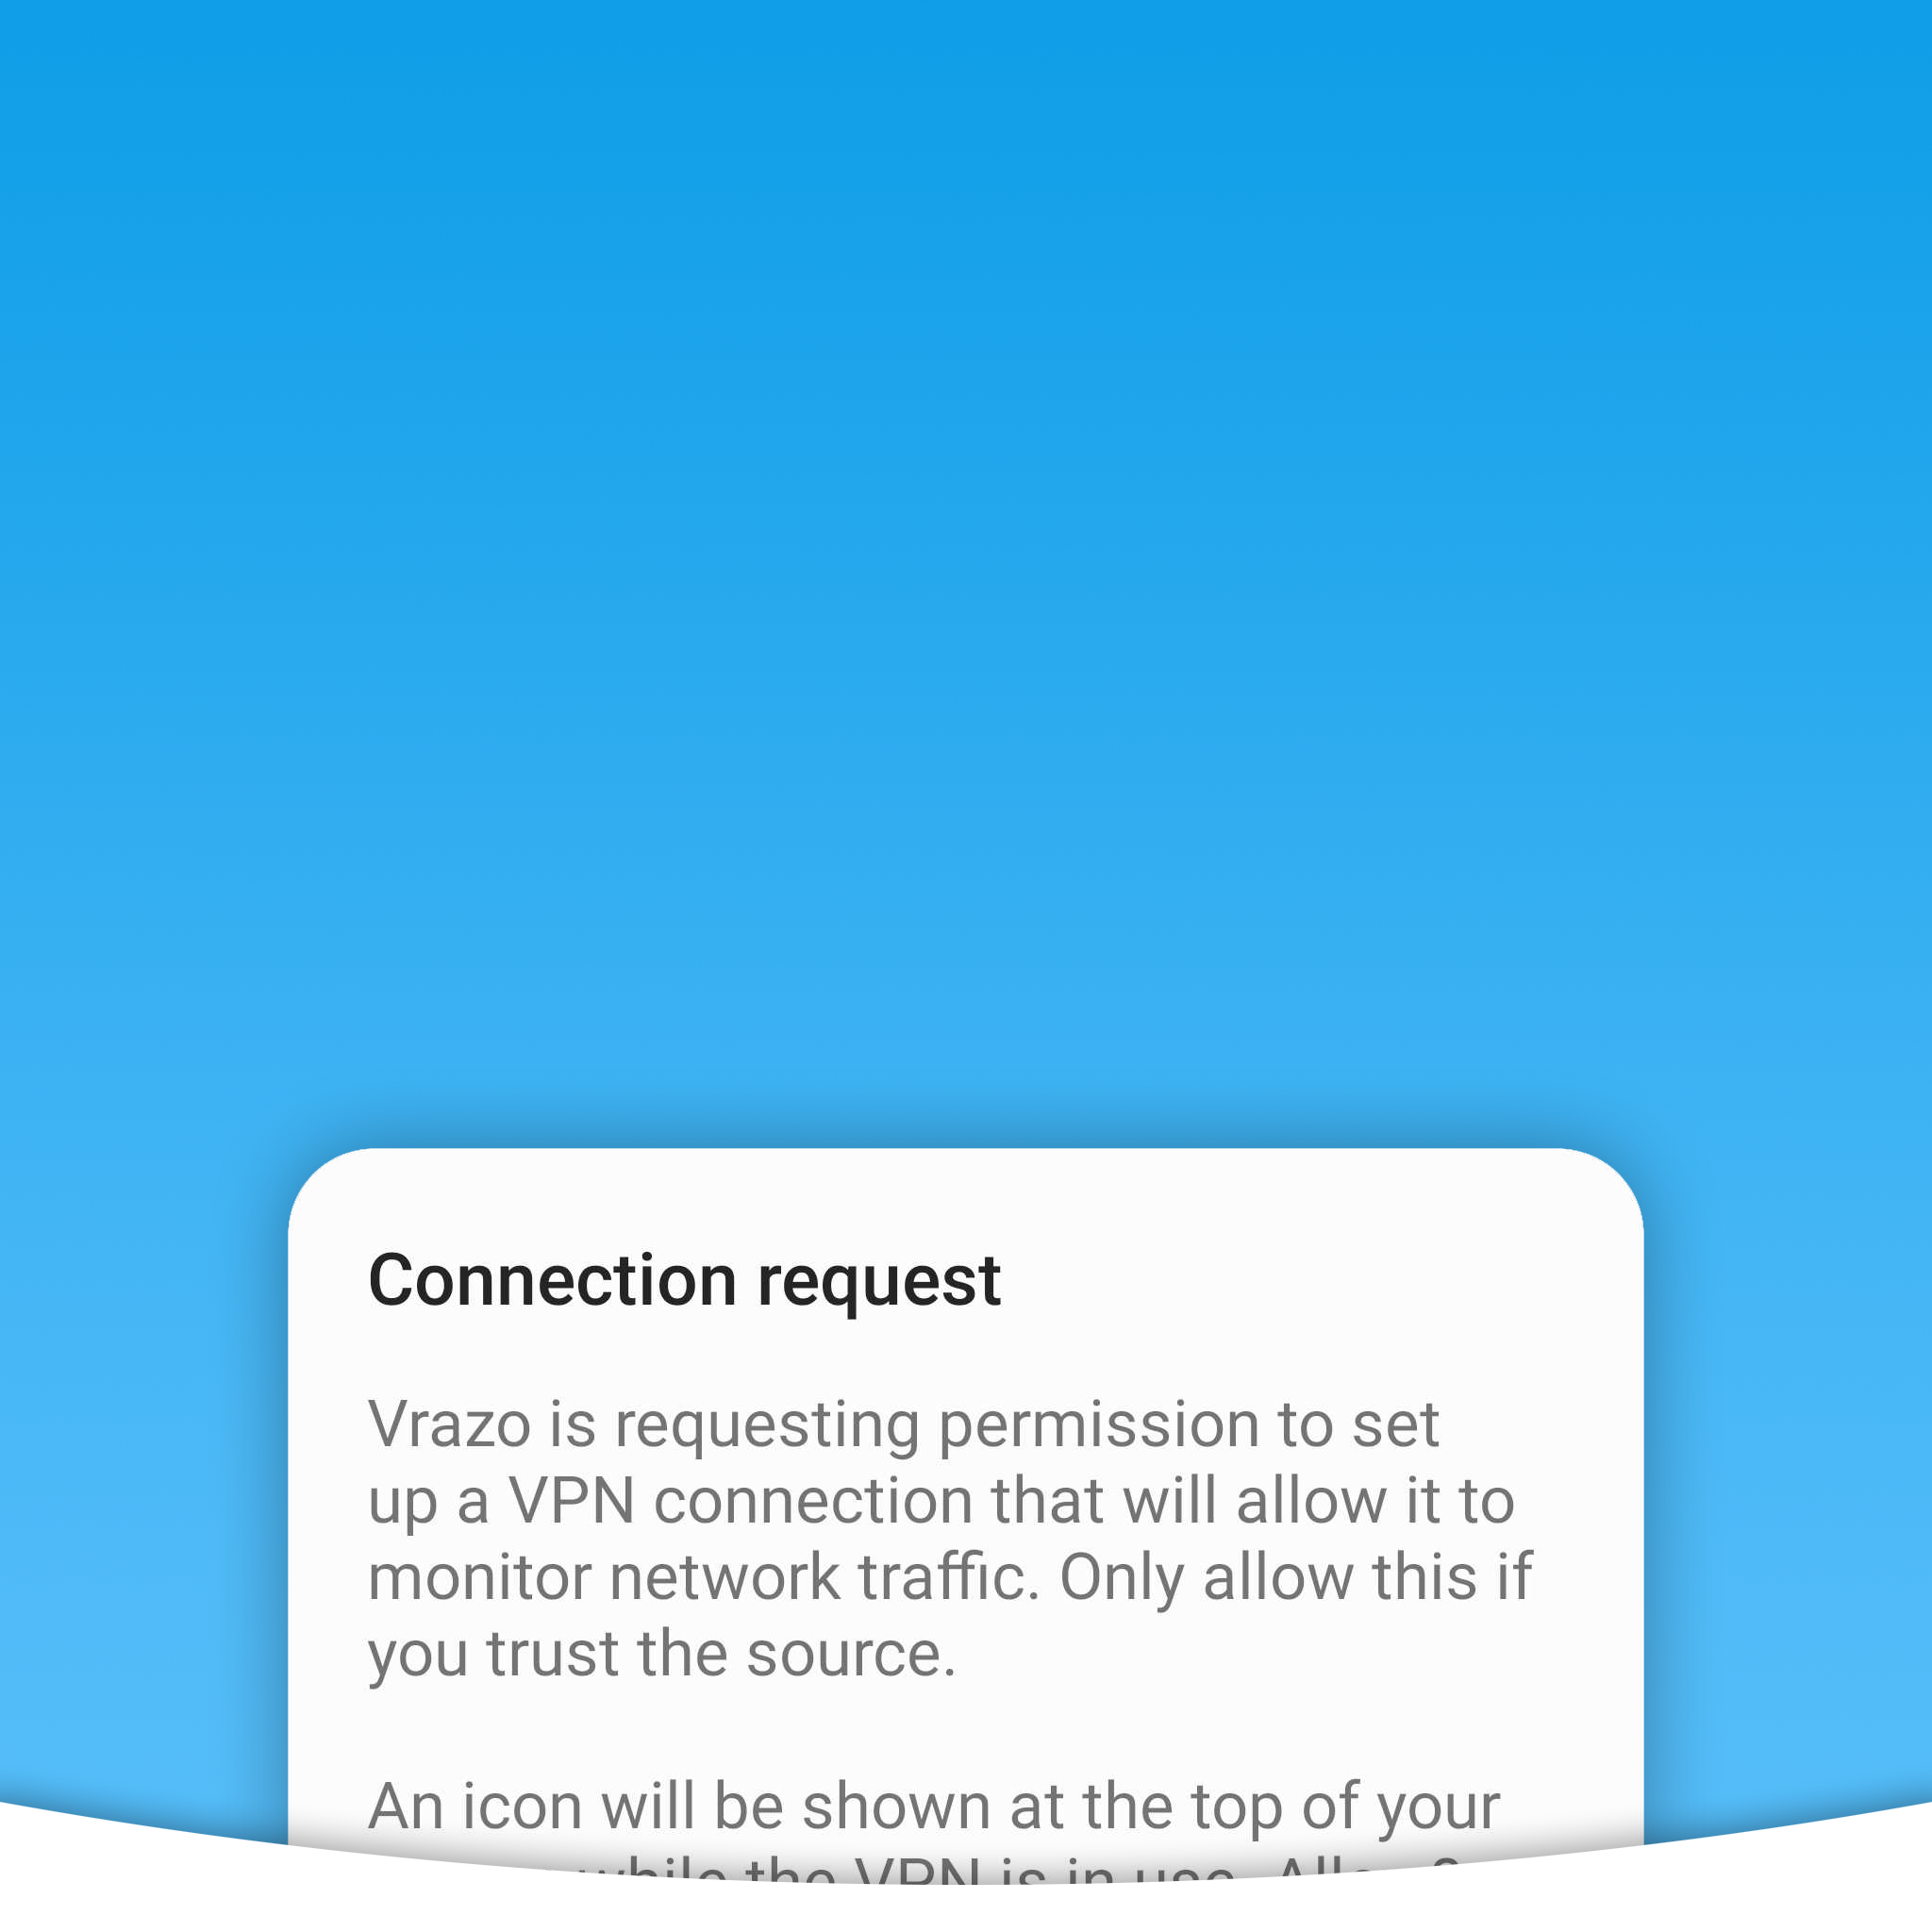 Connection request
Vrazo is requesting permission to set
up a VPN connection that will allow it to
monitor network traffic. Only allow this if
you trust the source.
An icon will be shown at the top of your
while the VPN is in use.